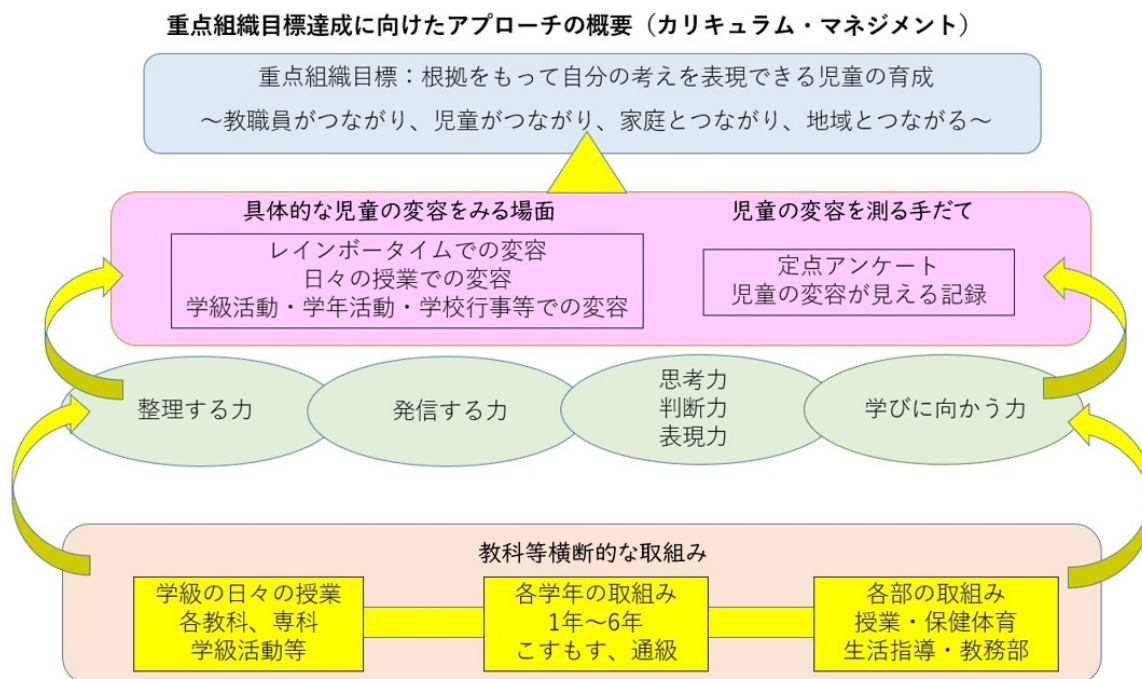 重点組織目標達成に向けたアプローチの概要（カリキュラム・マネジメント）
重点組織目標：根拠をもって自分の考えを表現できる児童の育成
～教職員がつながり、児童がつながり、家庭とつながり、地域とつながる～
具体的な児童の変容をみる場面
レインボータイムでの変容
日々の授業での変容
学級活動・学年活動・学校行事等での変容
児童の変容を測る手だて
定点アンケート
児童の変容が見える記録
整理する力
発信する力
思考力
判断力
表現力
学びに向かう力
教科等横断的な取組み
学級の日々の授業
各教科、専科
学級活動等
各学年の取組み
1年～6年
こすもす、通級
各部の取組み
授業・保健体育
生活指導・教務部